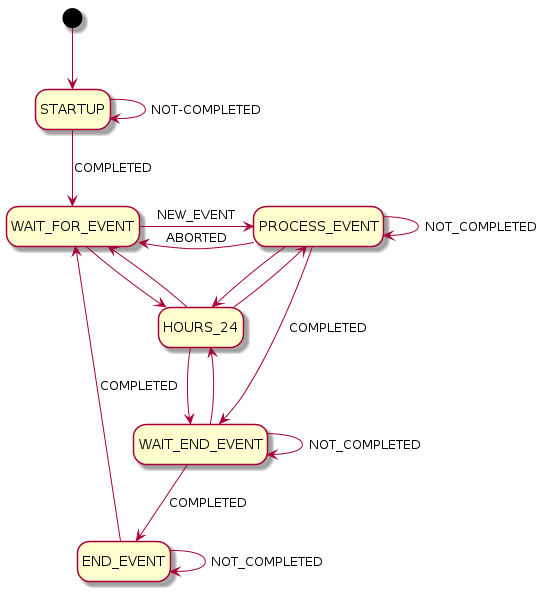 STARTUP
NOT-COMPLETED
COMPLETED
WAIT_FOR_EVENT
NEW_EVENT
ABORTED
PROCESS_EVENT
NOT_COMPLETED
HOURS_24
COMPLETED
COMPLETED
WAIT_END_EVENT
NOT_COMPLETED
COMPLETED
END_EVENT
NOT_COMPLETED